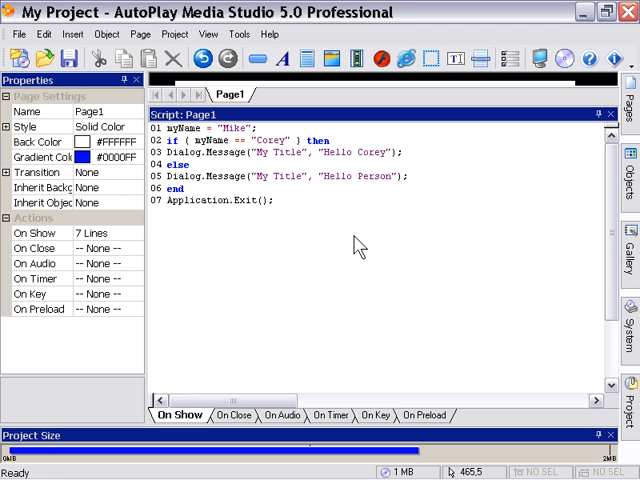 My Project - AutoPlay Media Studio 5.0 Professional
File Edit Insert Object Page Project View Tools Help
Properties
Page Settings
Name Page1
Style Solid Color
Back Color #FFFFFF
Gradient Col #0000FF
Transition None
Inherit Backg None
Inherit Objec None
Actions
On Show 7 Lines
On Close -- None --
On Audio -- None --
On Timer -- None --
On Key -- None --
On Preload -- None --
Page1
Script: Page1
01 myName = "Mike";
02 if ( myName == "Corey" ) then
03 Dialog.Message("My Title", "Hello Corey");
04 else
05 Dialog.Message("My Title", "Hello Person");
06 end
07 Application.Exit();
On Show On Close On Audio On Timer On Key On Preload
Pages
Objects
Gallery
System
Project
Project Size
0MB 2MB
Ready 1 MB 465,5 NO SEL NO SEL